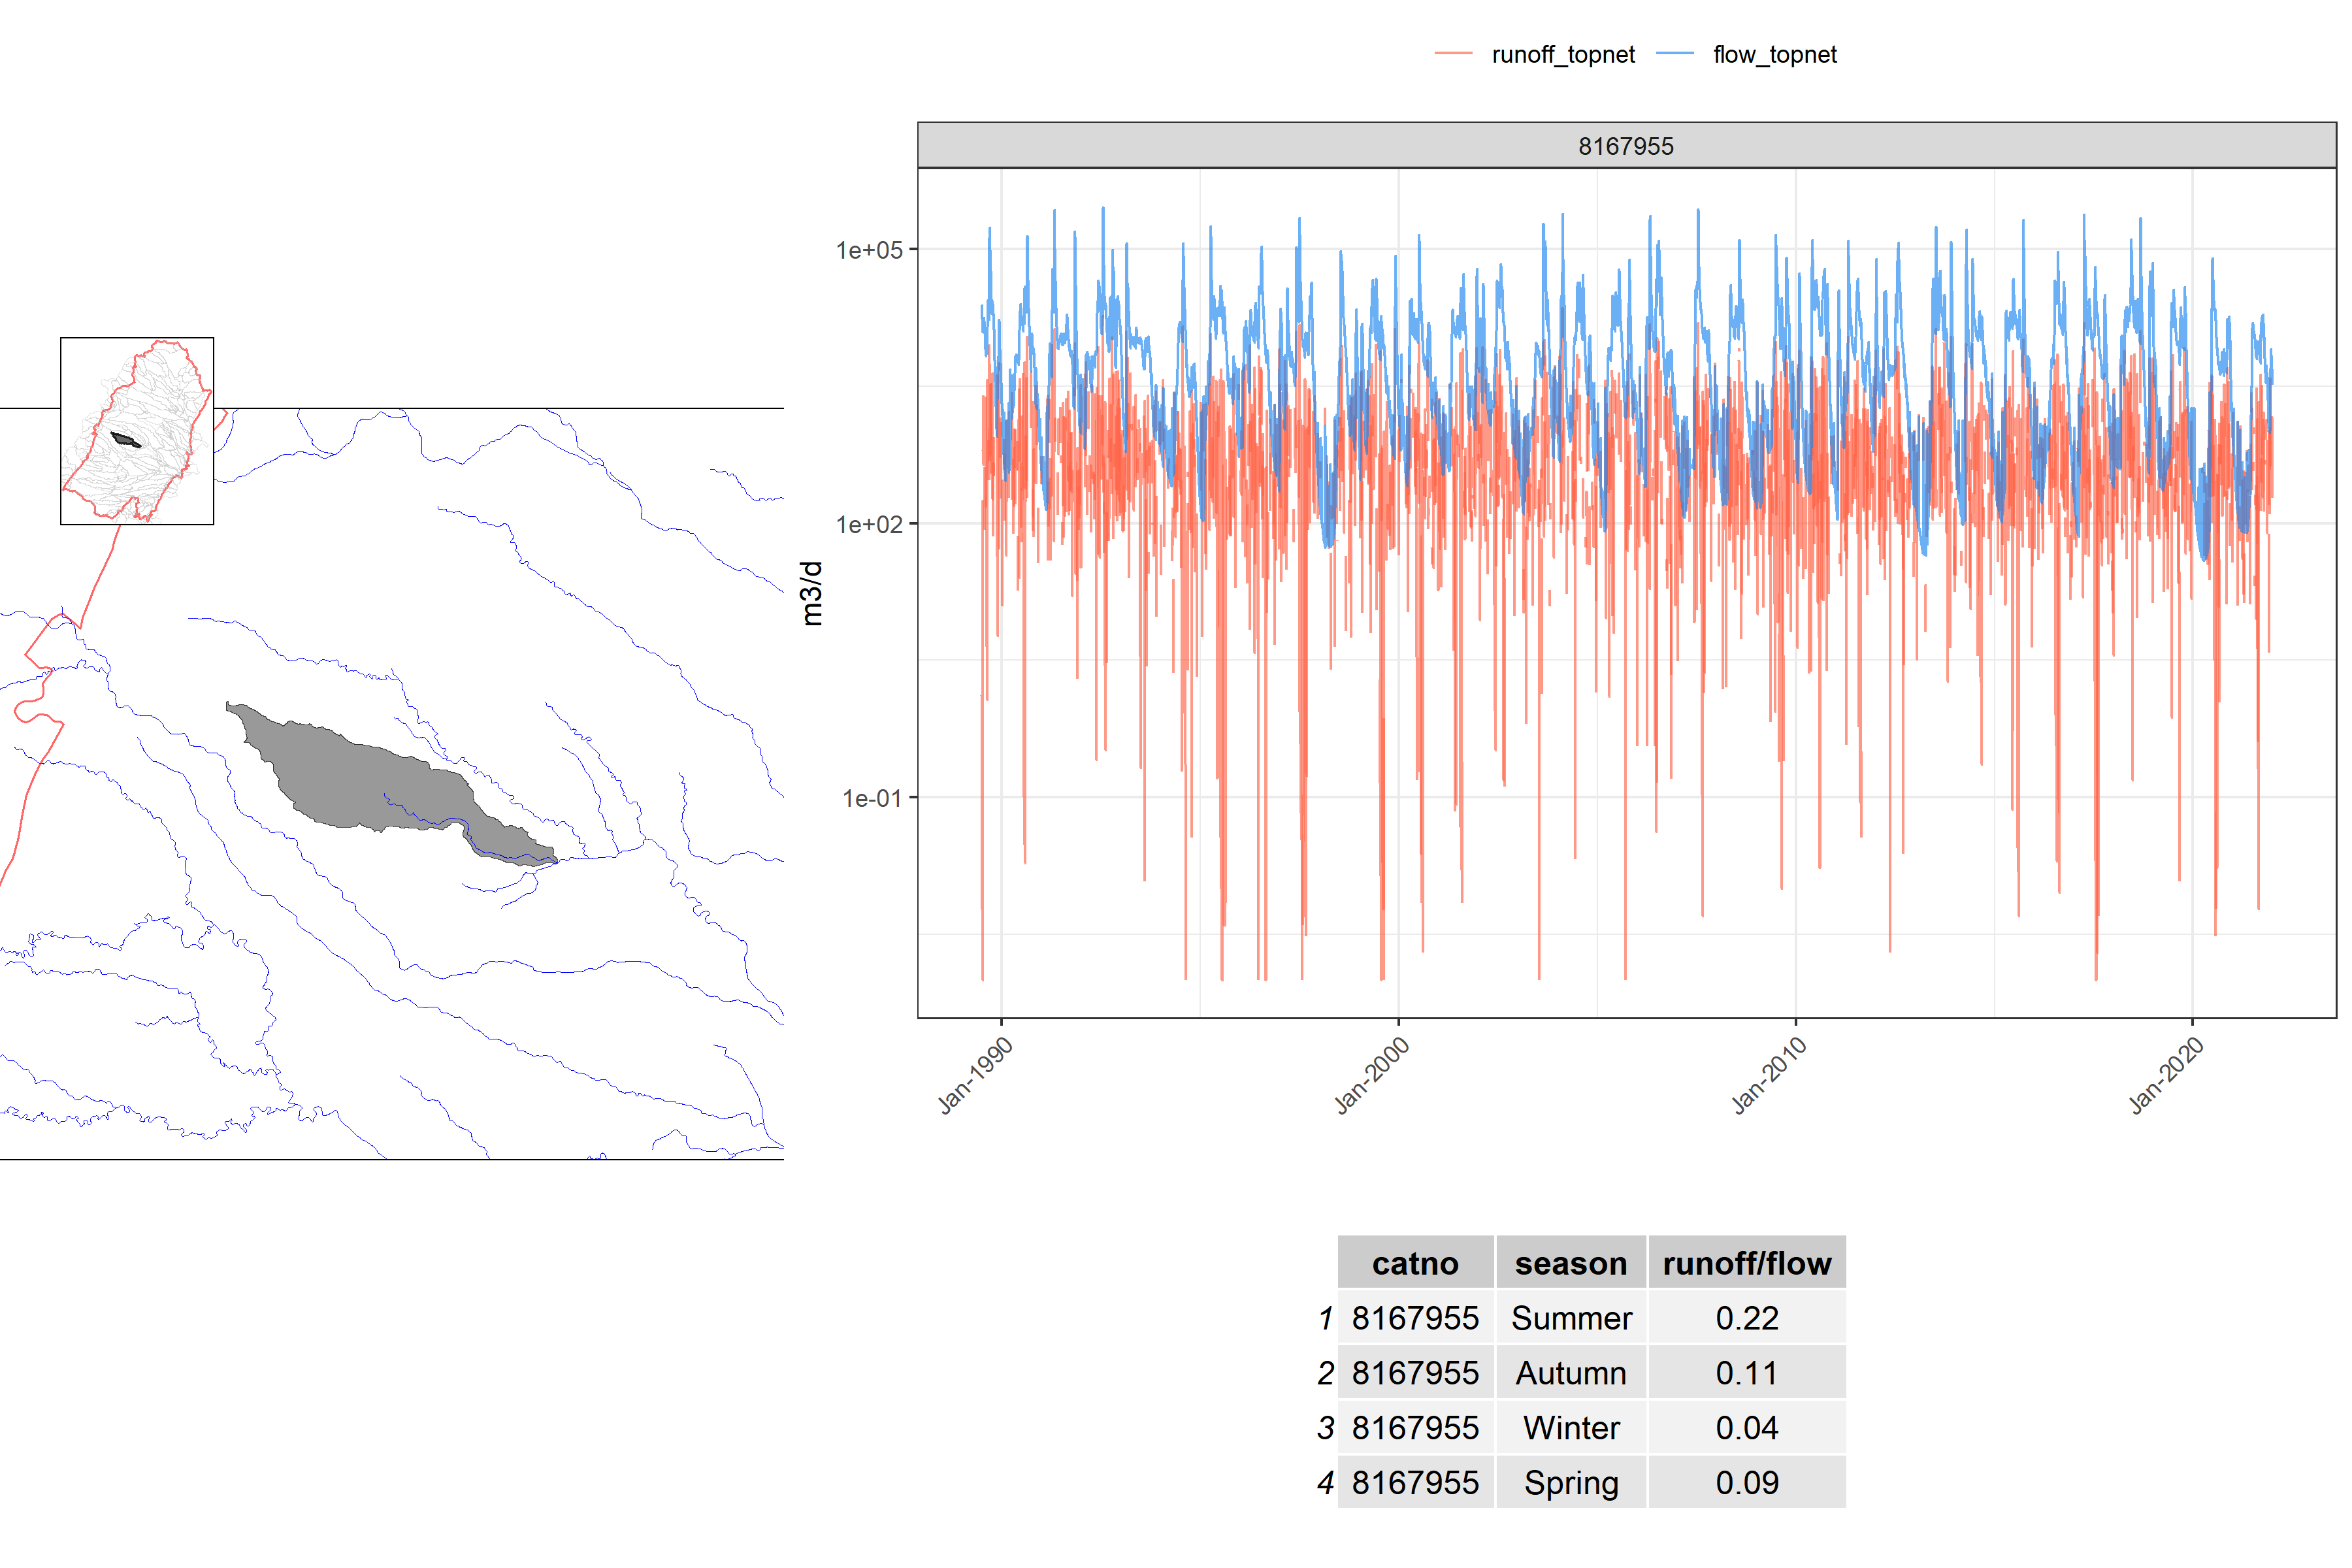 runoff_topnet flow_topnet
8167955
1e+05
1e+02
1e-01
m3/d
Jan-1990 Jan-2000 Jan-2010 Jan-2020
catno season runoff/flow
1 8167955 Summer 0.22
2 8167955 Autumn 0.11
3 8167955 Winter 0.04
4 8167955 Spring 0.09